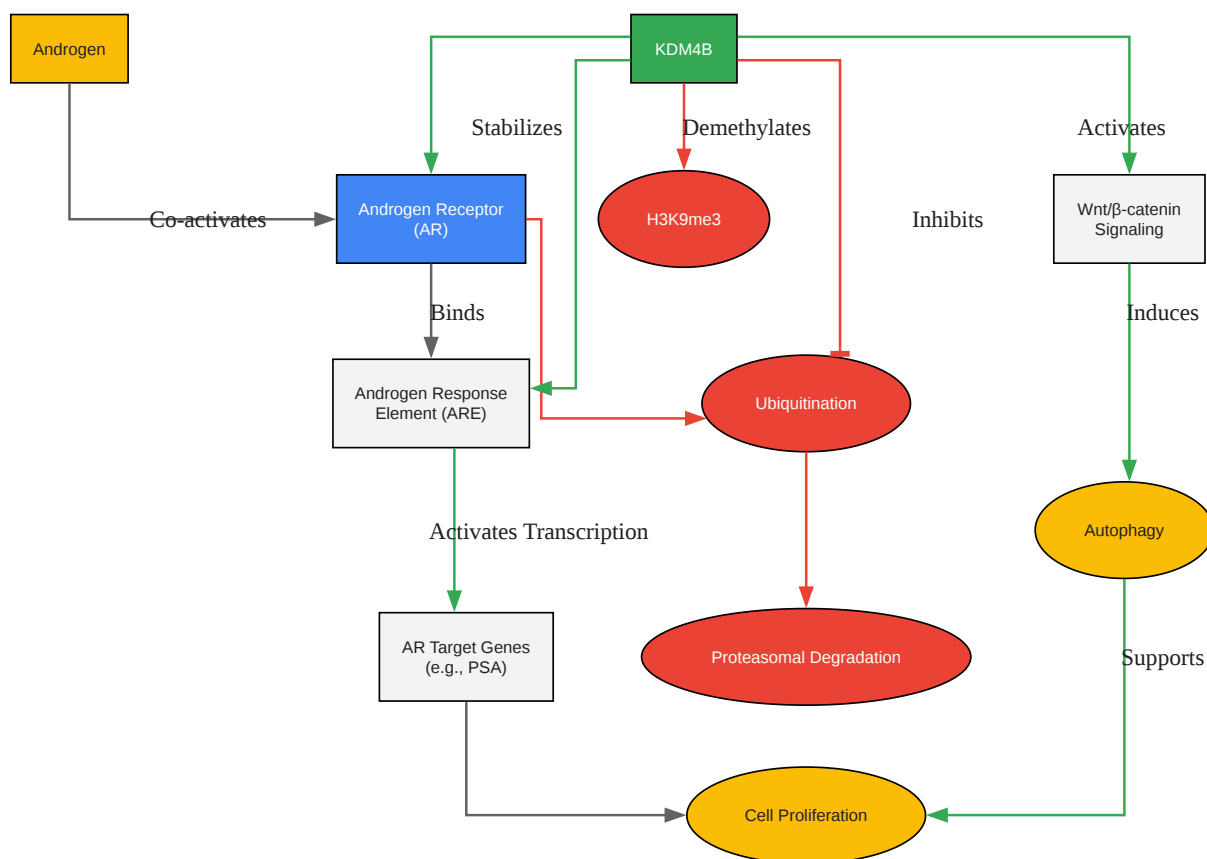 Androgen
KDM4B
Stabilizes
Demethylates
Activates
Co-activates
Androgen Receptor
(AR)
H3K9me3
Inhibits
Wnt/β-catenin
Signaling
Binds
Induces
Androgen Response
Element (ARE)
Ubiquitination
Activates Transcription
Autophagy
AR Target Genes
(e.g., PSA)
Proteasomal Degradation
Supports
Cell Proliferation